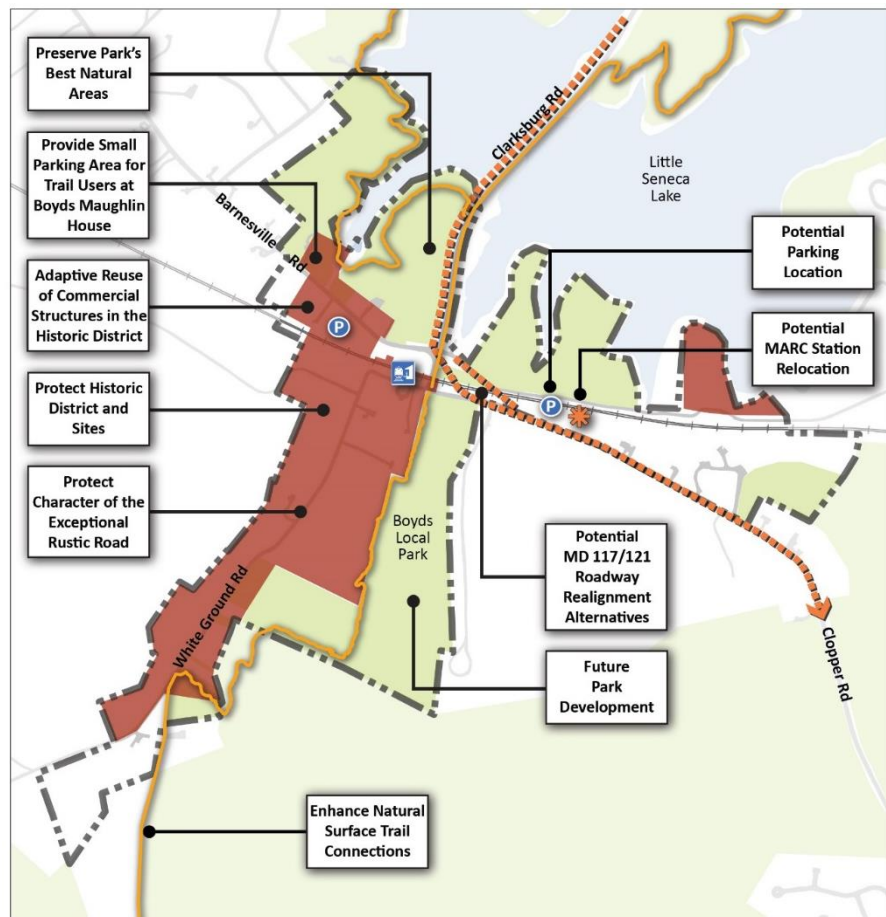 Preserve Park's
Best Natural
Areas
Provide Small
Parking Area for
Trail Users at
Boyds Maughlin
House
Adaptive Reuse
of Commercial
Structures in the
Historic District
Protect Historic
District and
Sites
Protect
Character of the
Exceptional
Rustic Road
Barnesville
Rd
Clarksburg Rd
Little
Seneca
Lake
Potential
Parking
Location
Potential
MARC Station
Relocation
P
P
Boyds
Local
Park
White Ground Rd
Potential
MD 117/121
Roadway
Realignment
Alternatives
Future
Park
Development
Clopper Rd
Enhance Natural
Surface Trail
Connections